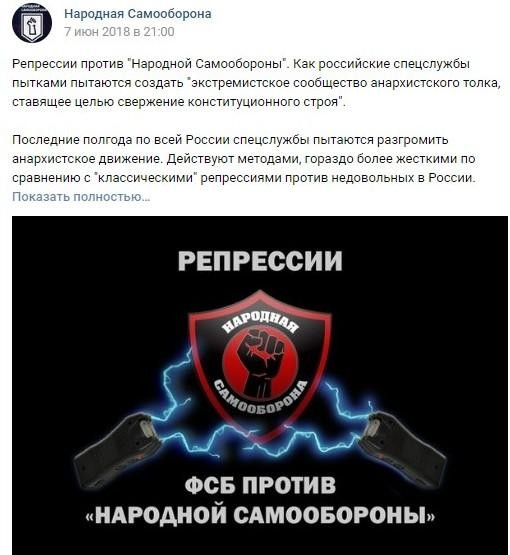 Народная Самооборона
7 июн 2018 в 21:00
Репрессии против "Народной Самообороны". Как российские спецслужбы
пытками пытаются создать "экстремистское сообщество анархистского толка,
ставящее целью свержение конституционного строя".
Последние полгода по всей России спецслужбы пытаются разгромить
анархистское движение. Действуют методами, гораздо более жесткими по
сравнению с "классическими" репрессиями против недовольных в России.
Показать полностью…
РЕПРЕССИИ
НАРОДНАЯ
САМООБОРОНА
ФСБ ПРОТИВ
«НАРОДНОЙ САМООБОРОНЫ»